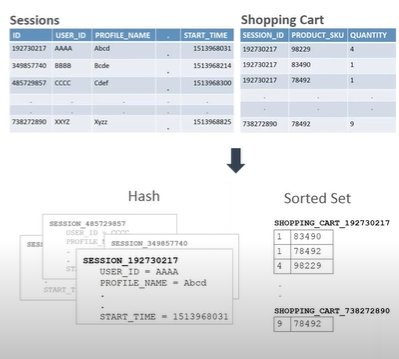 Sessions
ID USER_ID PROFILE_NAME . START_TIME
192730217 AAAA Abcd . 1513968031
349857740 BBBB Bcde . 1513968214
485729857 CCCC Cdef . 1513968300
. . . .
. . . .
738272890 XXYZ Xyzz . 1513968825
Shopping Cart
SESSION_ID PRODUCT_SKU QUANTITY
192730217 98229 4
192730217 83490 1
192730217 78492 1
. . .
. . .
738272890 78492 9
Hash
SESSION_485729857
USER_ID = CCCC
PROFILE_
SESSION_349857740
SESS
START_T
SESSION_192730217
USER_ID = AAAA
PROFILE_NAME = Abcd
.
.
START_TIME = 1513968031
Sorted Set
SHOPPING_CART_192730217
1 83490
1 78492
4 98229
.
.
SHOPPING_CART_738272890
9 78492